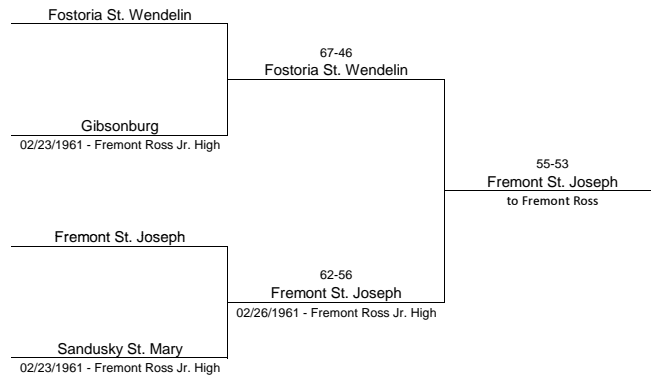 Fostoria St. Wendelin
67-46
Fostoria St. Wendelin
Gibsonburg
02/23/1961 - Fremont Ross Jr. High
55-53
Fremont St. Joseph
to Fremont Ross
Fremont St. Joseph
62-56
Fremont St. Joseph
02/26/1961 - Fremont Ross Jr. High
Sandusky St. Mary
02/23/1961 - Fremont Ross Jr. High